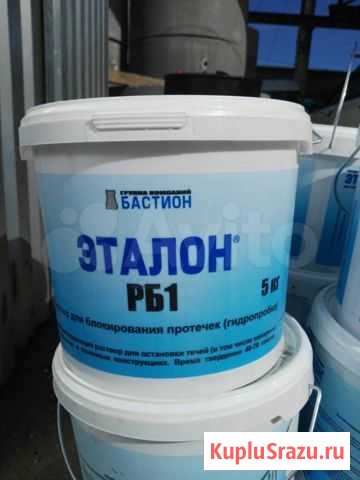 ГРУППА КОМПАНИЙ
БАСТИОН
ЭТАЛОН®
РБ1
5 КГ
для блокирования протечек (гидропробка)
раствор для остановки течей (в том числе
конструкциях. Время твердения
Avito
KupluSrazu.ru